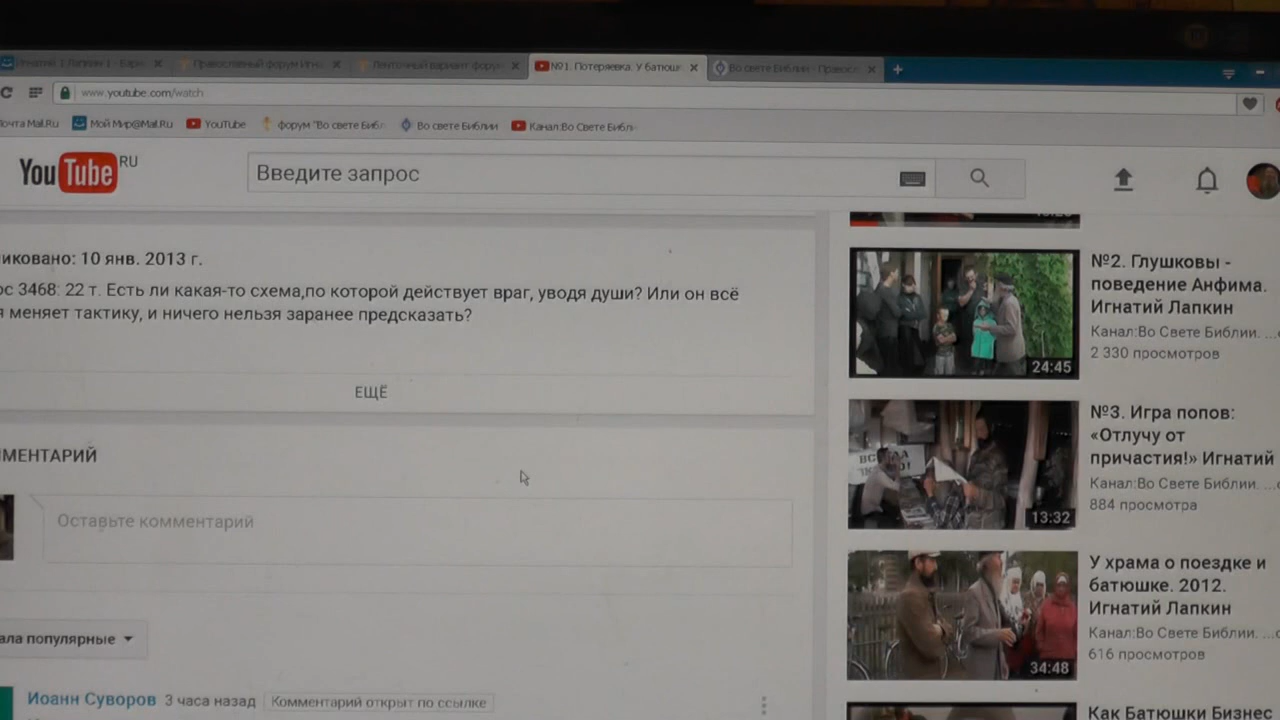 №1. Потеряевка. У батюш
Во свете Библии - Правосл
www.youtube.com/watch
очта Mail.Ru
Мой Мир@Mail.Ru
YouTube
форум "Во свете Библ
Во свете Библии
Канал:Во Свете Библ
YouTube RU
Введите запрос
иковано: 10 янв. 2013 г.
ос 3468: 22 т. Есть ли какая-то схема,по которой действует враг, уводя души? Или он всё
я меняет тактику, и ничего нельзя заранее предсказать?
ЕЩЁ
МЕНТАРИЙ
Оставьте комментарий
ала популярные
Иоанн Суворов 3 часа назад Комментарий открыт по ссылке
№2. Глушковы -
поведение Анфима.
Игнатий Лапкин
Канал:Во Свете Библии. ...
2 330 просмотров
24:45
№3. Игра попов:
«Отлучу от
причастия!» Игнатий
Канал:Во Свете Библии. ...
884 просмотра
13:32
У храма о поездке и
батюшке. 2012.
Игнатий Лапкин
Канал:Во Свете Библии. ...
616 просмотров
34:48
Как Батюшки Бизнес